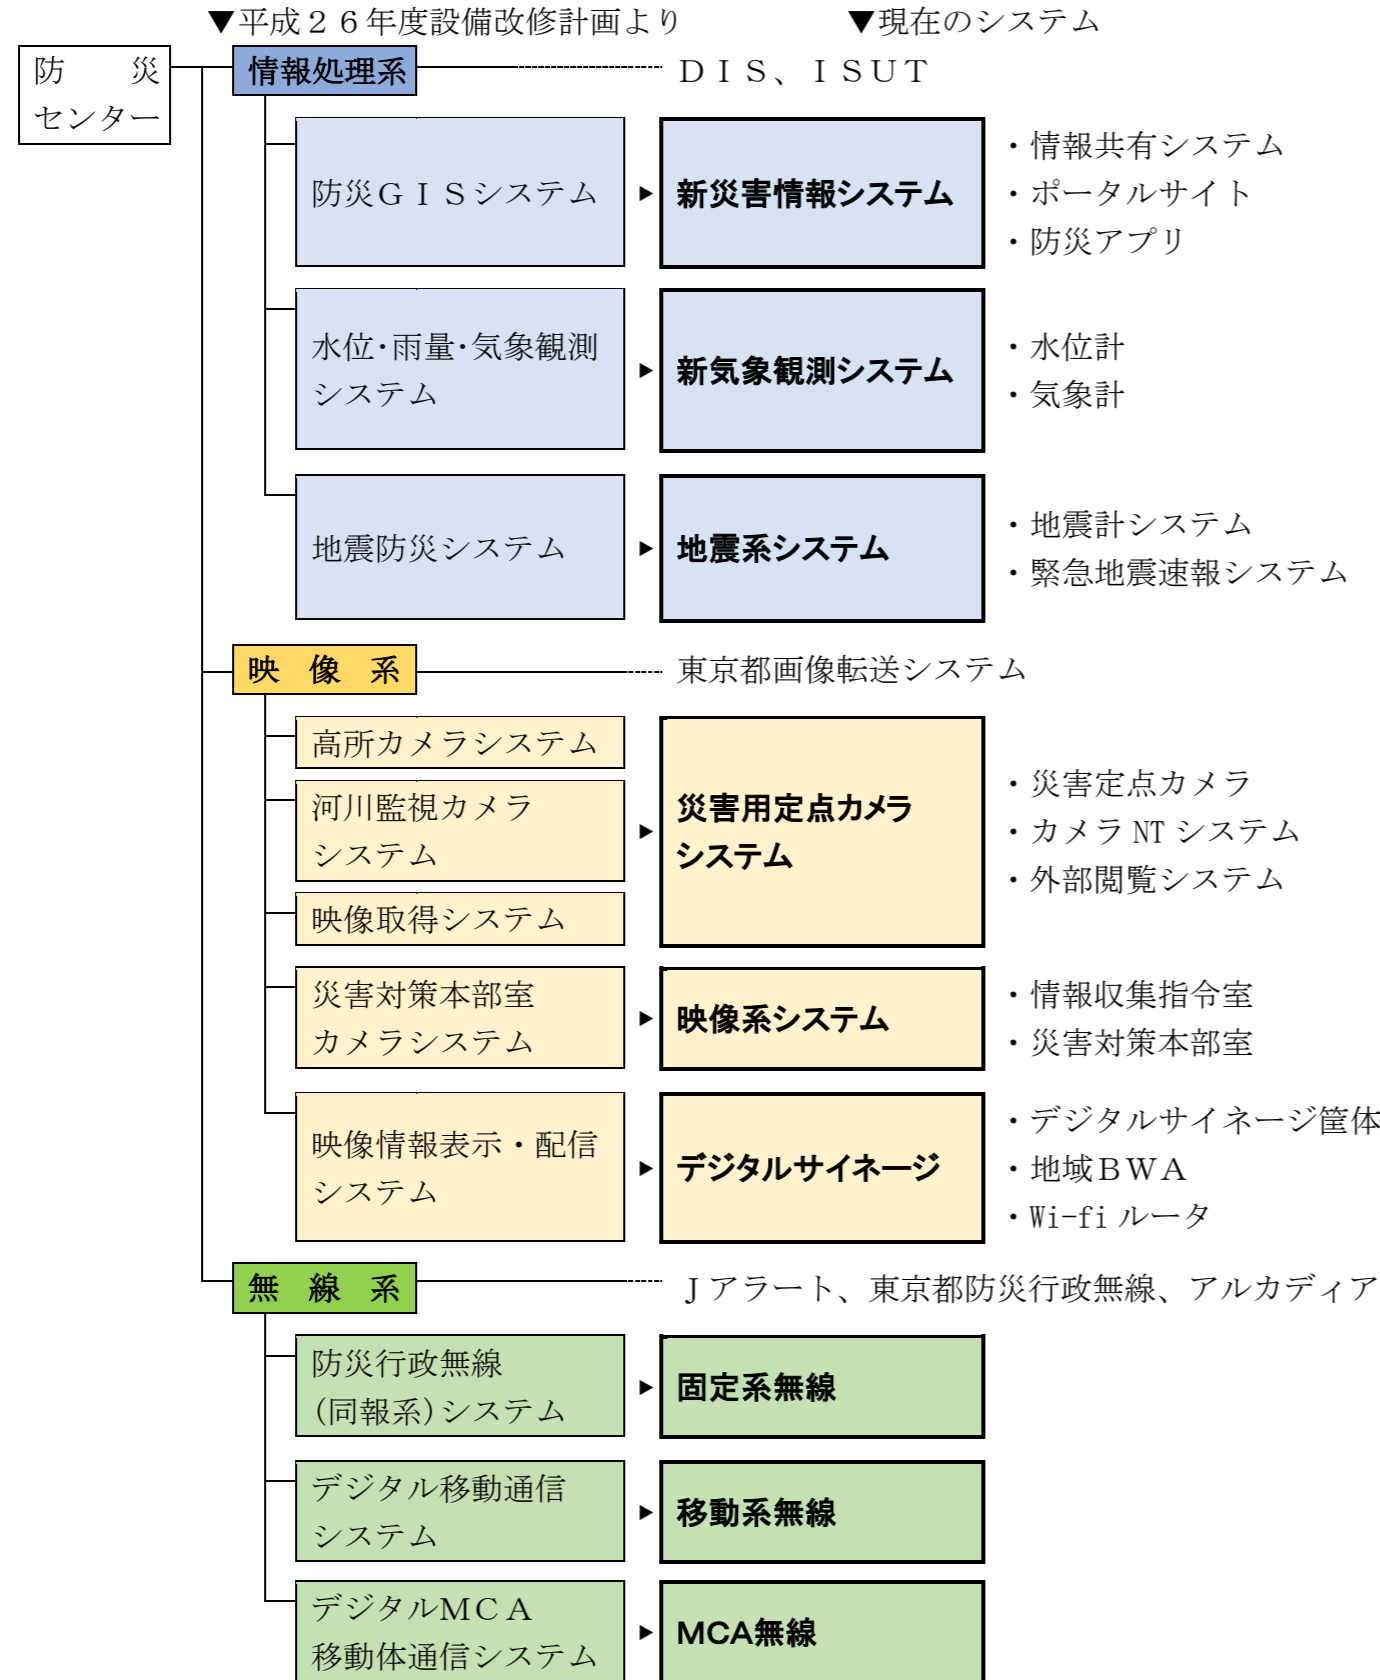 ▼平成２６年度設備改修計画より　▼現在のシステム
防　災
センター
情報処理系
ＤＩＳ、ＩＳＵＴ
防災ＧＩＳシステム
▶
新災害情報システム
・情報共有システム
・ポータルサイト
・防災アプリ
水位・雨量・気象観測
システム
▶
新気象観測システム
・水位計
・気象計
地震防災システム
▶
地震系システム
・地震計システム
・緊急地震速報システム
映　像　系
東京都画像転送システム
高所カメラシステム
河川監視カメラ
システム
映像取得システム
▶
災害用定点カメラ
システム
・災害定点カメラ
・カメラ NT システム
・外部閲覧システム
災害対策本部室
カメラシステム
▶
映像系システム
・情報収集指令室
・災害対策本部室
映像情報表示・配信
システム
▶
デジタルサイネージ
・デジタルサイネージ筐体
・地域ＢＷＡ
・Wi-fi ルータ
無　線　系
Ｊアラート、東京都防災行政無線、アルカディア
防災行政無線
(同報系)システム
▶
固定系無線
デジタル移動通信
システム
▶
移動系無線
デジタルＭＣＡ
移動体通信システム
▶
MCA無線